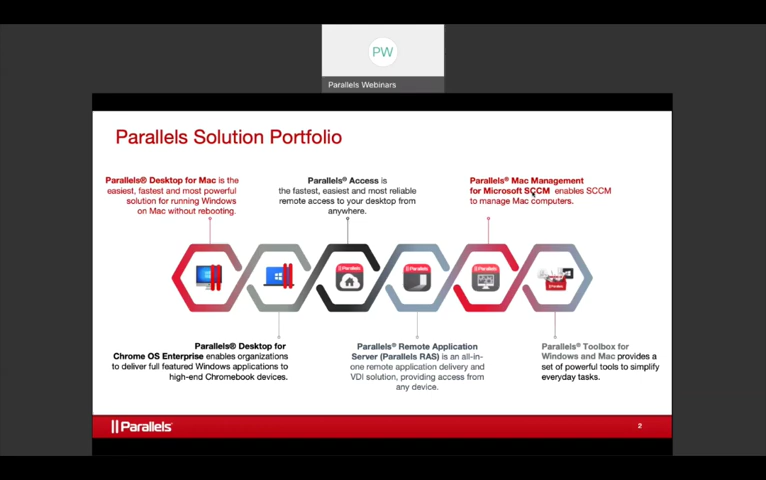 PW
Parallels Webinars
Parallels Solution Portfolio
Parallels® Desktop for Mac is the
easiest, fastest and most powerful
solution for running Windows
on Mac without rebooting.
Parallels® Access is
the fastest, easiest and most reliable
remote access to your desktop from
anywhere.
Parallels® Mac Management
for Microsoft SCCM enables SCCM
to manage Mac computers.
Parallels
Parallels
Parallels
Parallels
Parallels® Desktop for
Chrome OS Enterprise enables organizations
to deliver full featured Windows applications to
high-end Chromebook devices.
Parallels® Remote Application
Server (Parallels RAS) is an all-in-
one remote application delivery and
VDI solution, providing access from
any device.
Parallels® Toolbox for
Windows and Mac provides a
set of powerful tools to simplify
everyday tasks.
Parallels®
2